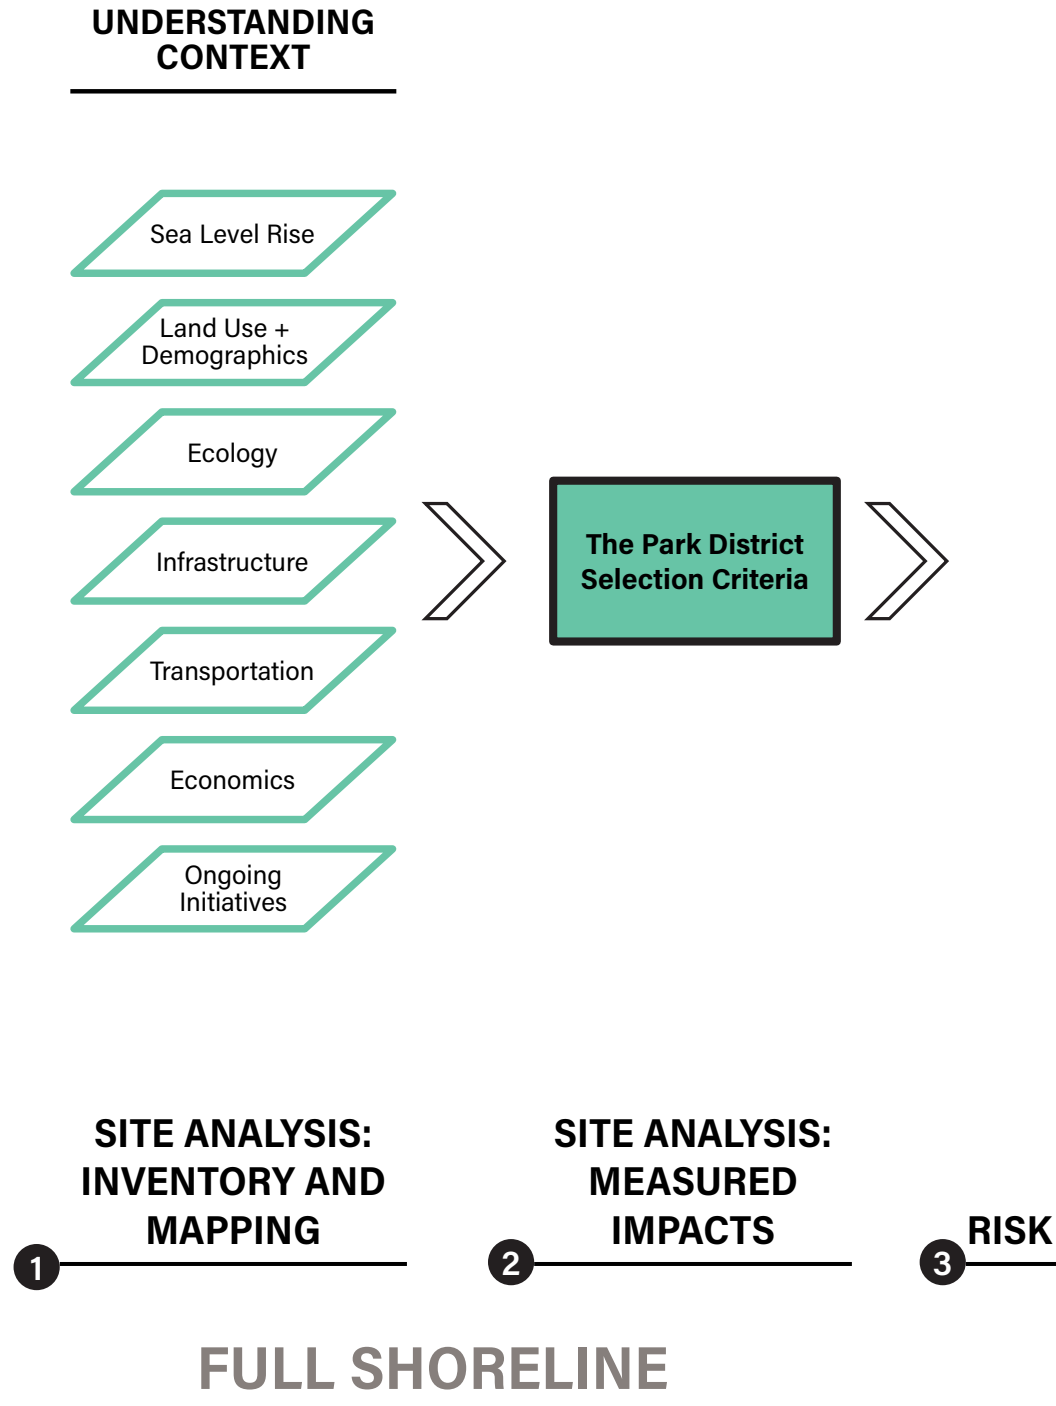 UNDERSTANDING
CONTEXT
Sea Level Rise
Land Use +
Demographics
Ecology
Infrastructure
Transportation
Economics
Ongoing
Initiatives
The Park District
Selection Criteria
SITE ANALYSIS:
INVENTORY AND
MAPPING
1
SITE ANALYSIS:
MEASURED
IMPACTS
2
RISK
3
FULL SHORELINE